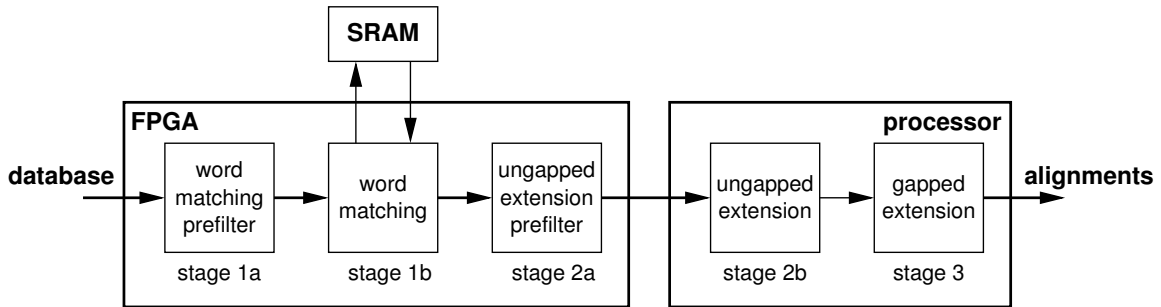 SRAM
FPGA
processor
database
word
matching
prefilter
word
matching
ungapped
extension
prefilter
ungapped
extension
gapped
extension
alignments
stage 1a
stage 1b
stage 2a
stage 2b
stage 3